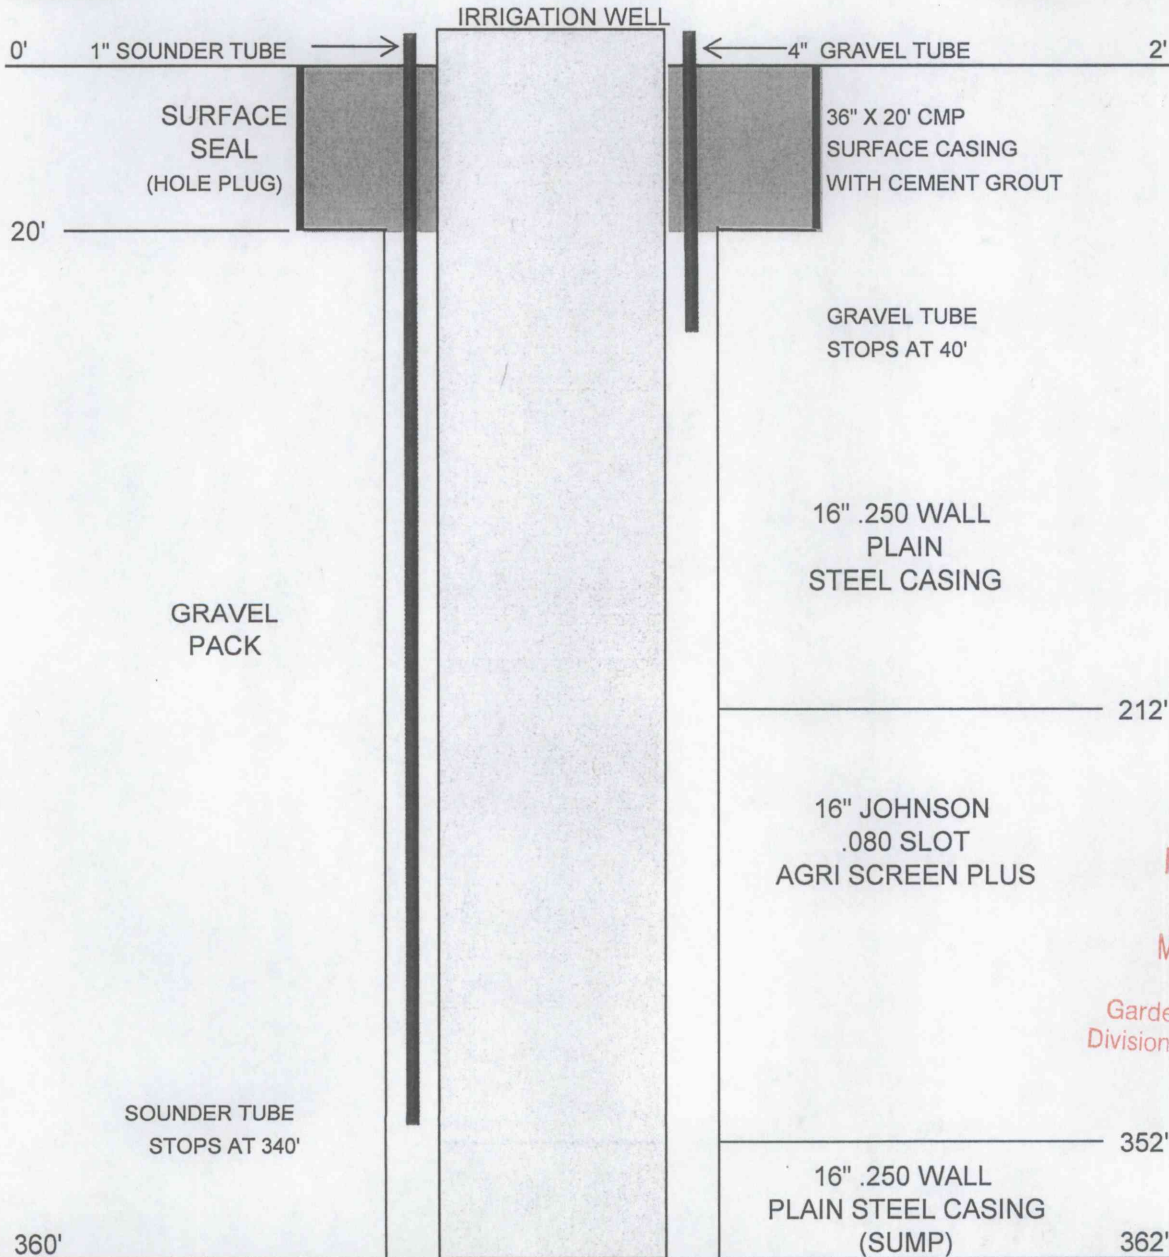 IRRIGATION WELL
0'
1" SOUNDER TUBE
4" GRAVEL TUBE
2'
SURFACE
SEAL
(HOLE PLUG)
36" X 20' CMP
SURFACE CASING
WITH CEMENT GROUT
20'
GRAVEL TUBE
STOPS AT 40'
16" .250 WALL
PLAIN
STEEL CASING
GRAVEL
PACK
212'
16" JOHNSON
.080 SLOT
AGRI SCREEN PLUS
M
Garde
Division
SOUNDER TUBE
STOPS AT 340'
352'
16" .250 WALL
PLAIN STEEL CASING
(SUMP)
360'
362'